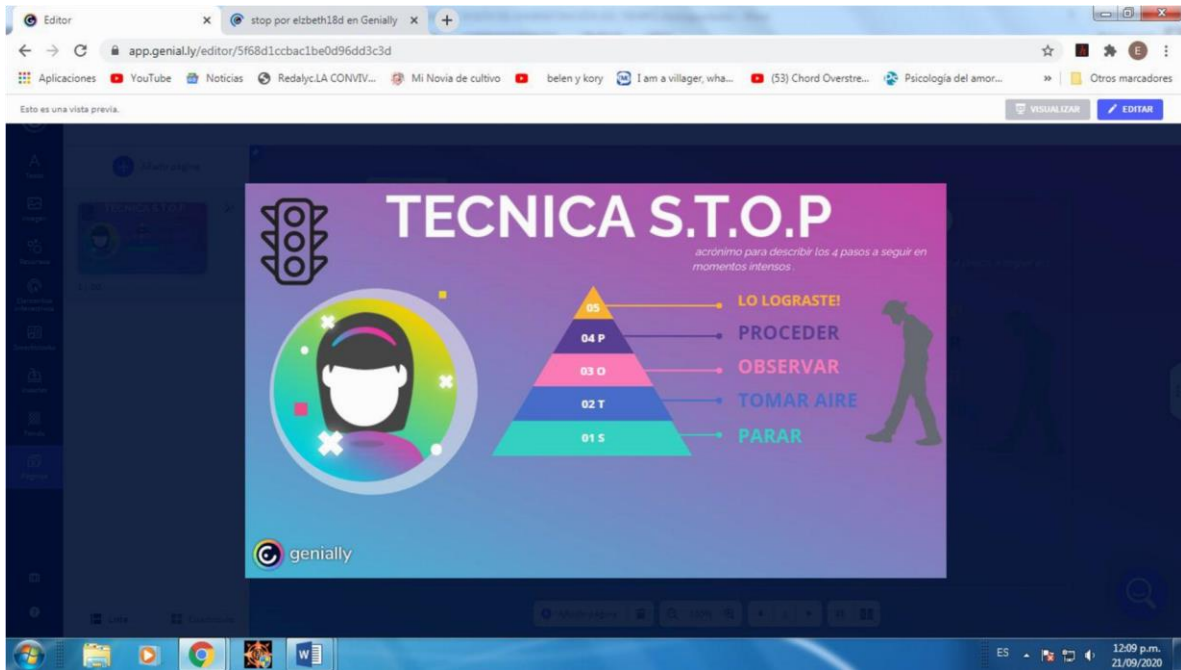 Editor
stop por elzbeth18d en Genially
app.genial.ly/editor/5f68d1ccbac1be0d96dd3c3d
Aplicaciones YouTube Noticias Redalyc.LA CONVIV... Mi Novia de cultivo belen y kory I am a villager, wha... (53) Chord Overstre... Psicología del amor... » Otros marcadores
Esto es una vista previa.
VISUALIZAR
EDITAR
Añadir página
TECNICA S.T.O.P
acrónimo para describir los 4 pasos a seguir en
momentos intensos .
05 LO LOGRASTE!
04 P PROCEDER
03 O OBSERVAR
02 T TOMAR AIRE
01 S PARAR
genially
Lista
ES
12:09 p.m.
21/09/2020